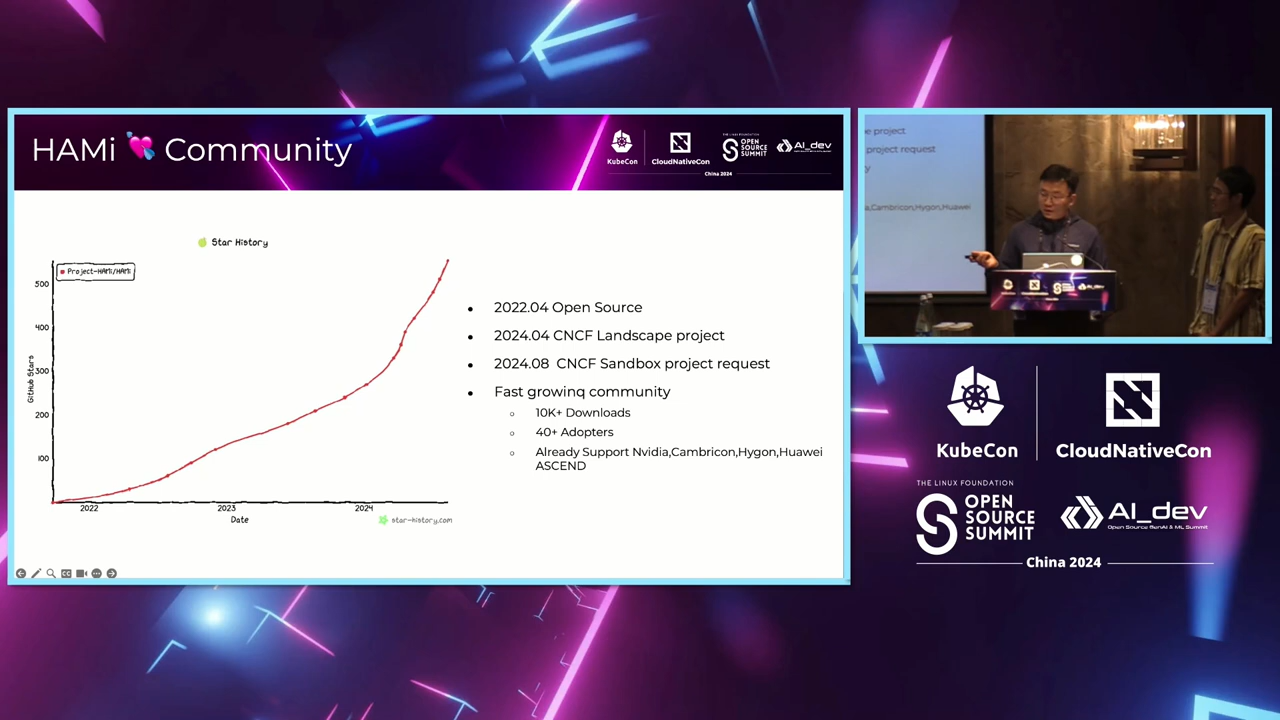 HAMi 💘 Community
KubeCon
CloudNativeCon
THE LINUX FOUNDATION
OPEN
SOURCE
SUMMIT
AI_dev
China 2024
Star History
Project-HAMi/HAMi
GitHub Stars
500
400
300
200
100
2022
2023
2024
Date
star-history.com
• 2022.04 Open Source
• 2024.04 CNCF Landscape project
• 2024.08 CNCF Sandbox project request
• Fast growing community
○ 10K+ Downloads
○ 40+ Adopters
○ Already Support Nvidia,Cambricon,Hygon,Huawei
ASCEND
project
project request
Cambricon,Hygon,Huawei
KubeCon
CloudNativeCon
THE LINUX FOUNDATION
OPEN
SOURCE
SUMMIT
AI_dev
Open Source GenAI & ML Summit
China 2024